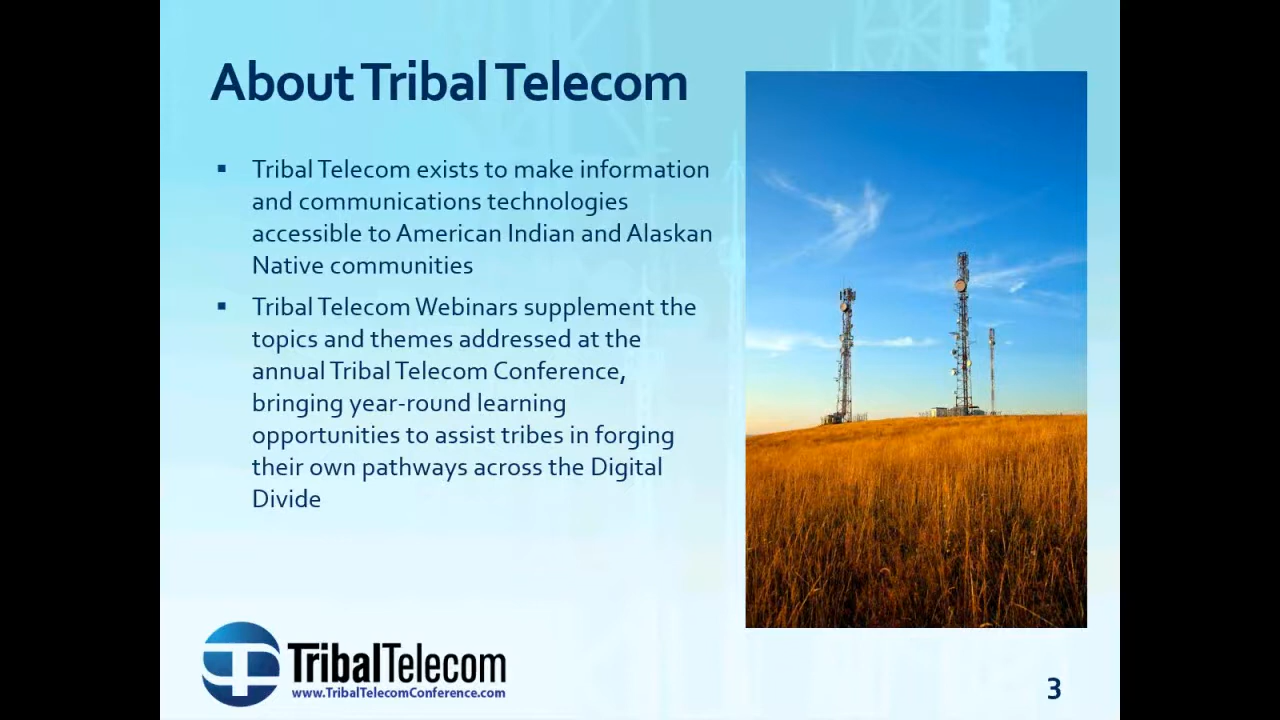 About Tribal Telecom
▪ Tribal Telecom exists to make information
and communications technologies
accessible to American Indian and Alaskan
Native communities
▪ Tribal Telecom Webinars supplement the
topics and themes addressed at the
annual Tribal Telecom Conference,
bringing year-round learning
opportunities to assist tribes in forging
their own pathways across the Digital
Divide
TribalTelecom
www.TribalTelecomConference.com
3